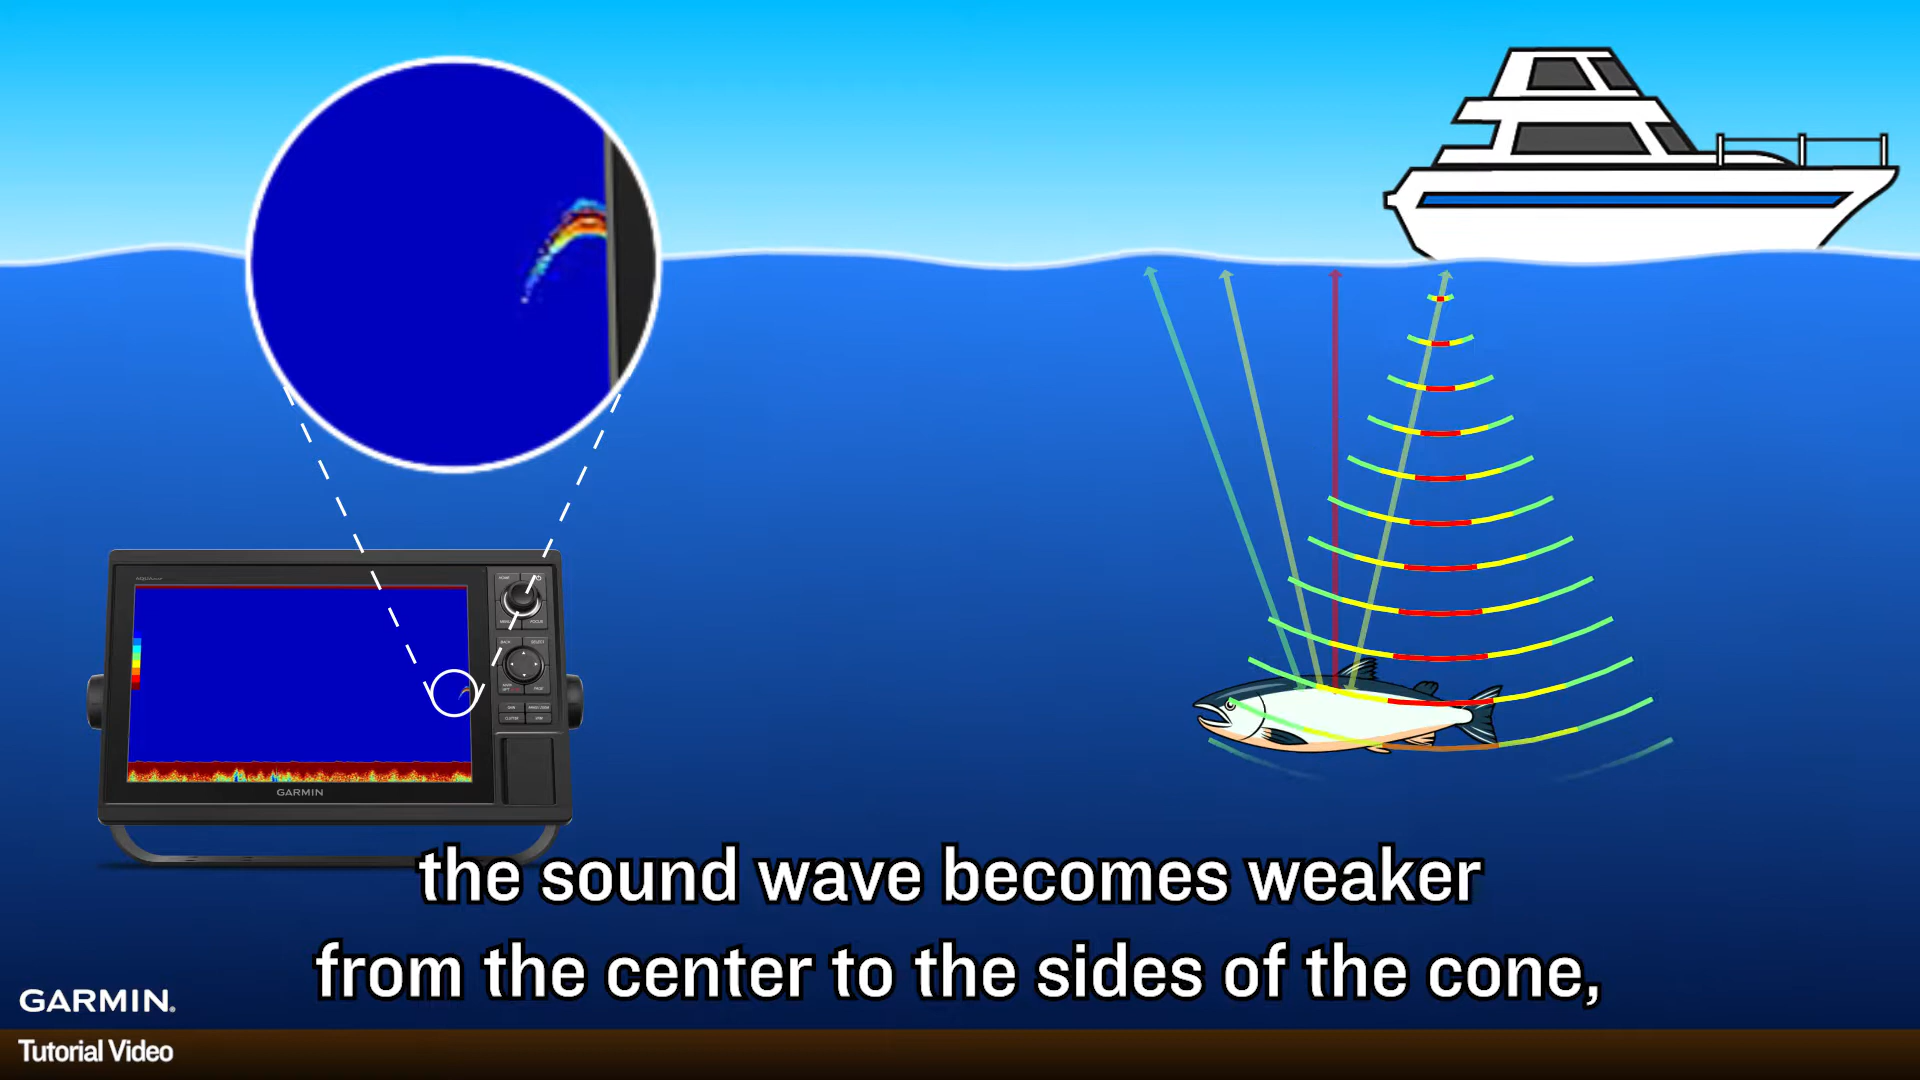 GARMIN
the sound wave becomes weaker
from the center to the sides of the cone,
GARMIN.
Tutorial Video